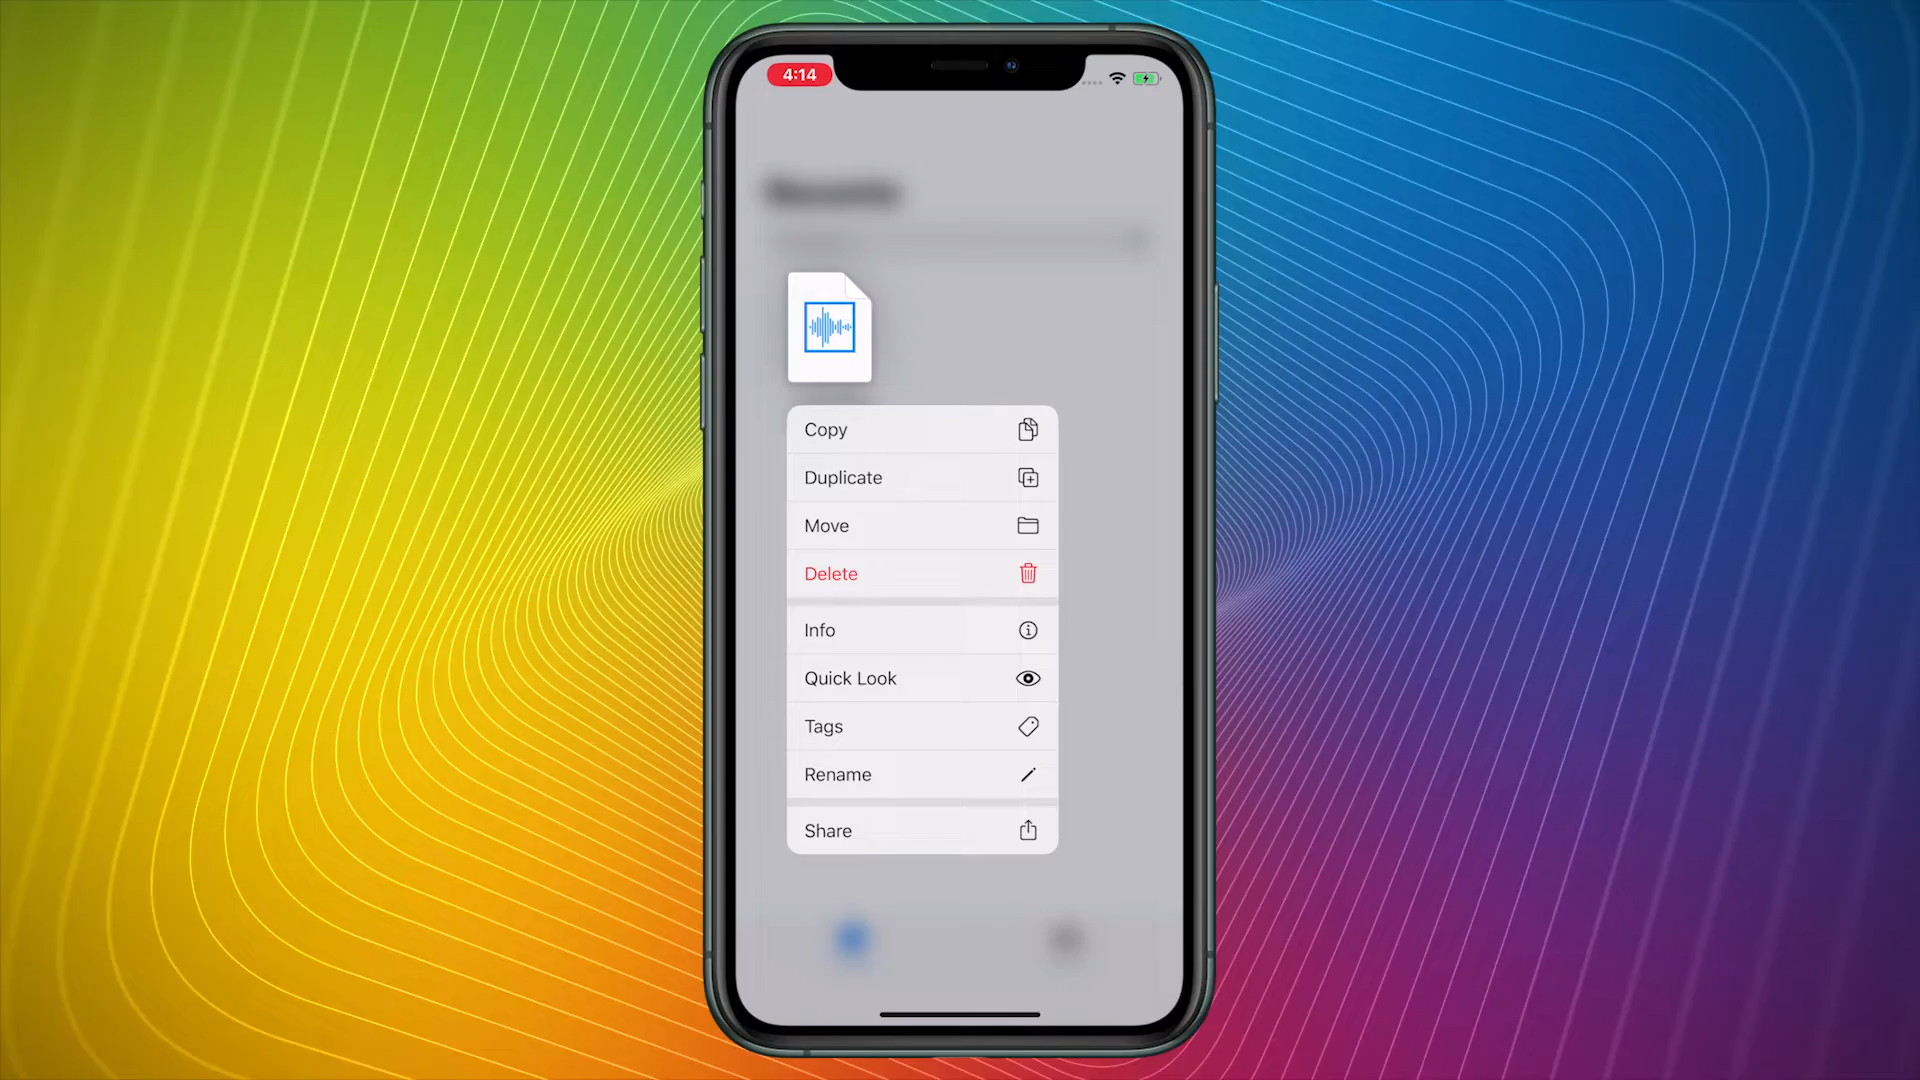 4:14
Copy
Duplicate
Move
Delete
Info
Quick Look
Tags
Rename
Share